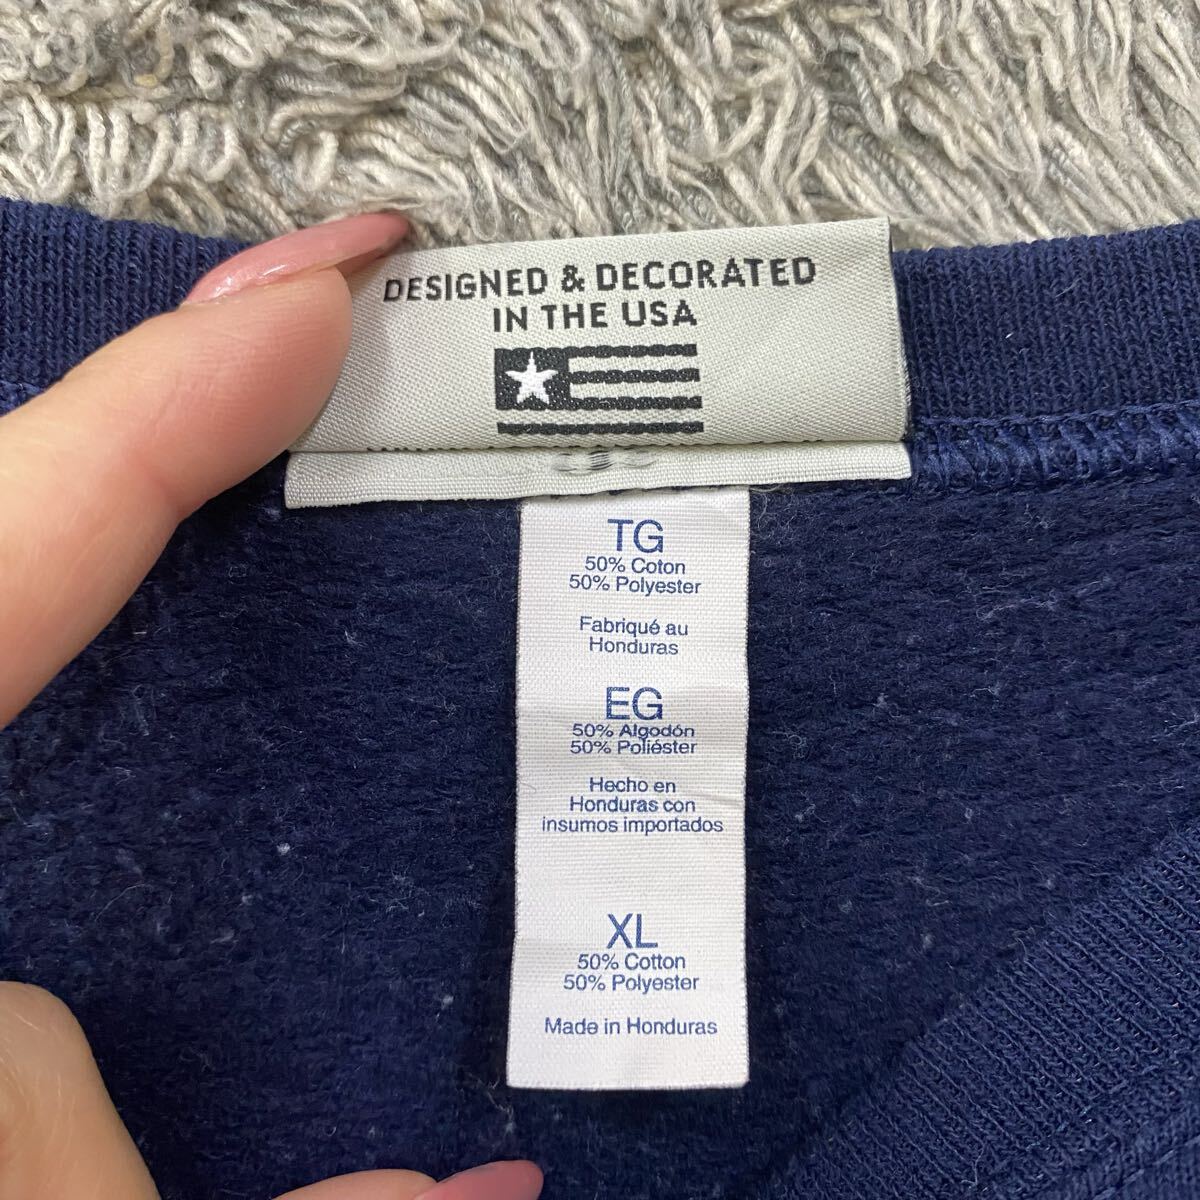 DESIGNED & DECORATED
IN THE USA
TG
50% Coton
50% Polyester
Fabriqué au
Honduras
EG
50% Algodón
50% Poliéster
Hecho en
Honduras con
insumos importados
XL
50% Cotton
50% Polyester
Made in Honduras